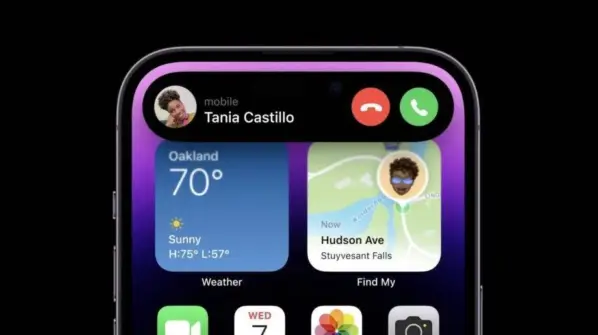 mobile
Tania Castillo
Oakland
70°
Sunny
H:75° L:57°
Weather
Now
Hudson Ave
Stuyvesant Falls
Find My
WED
7